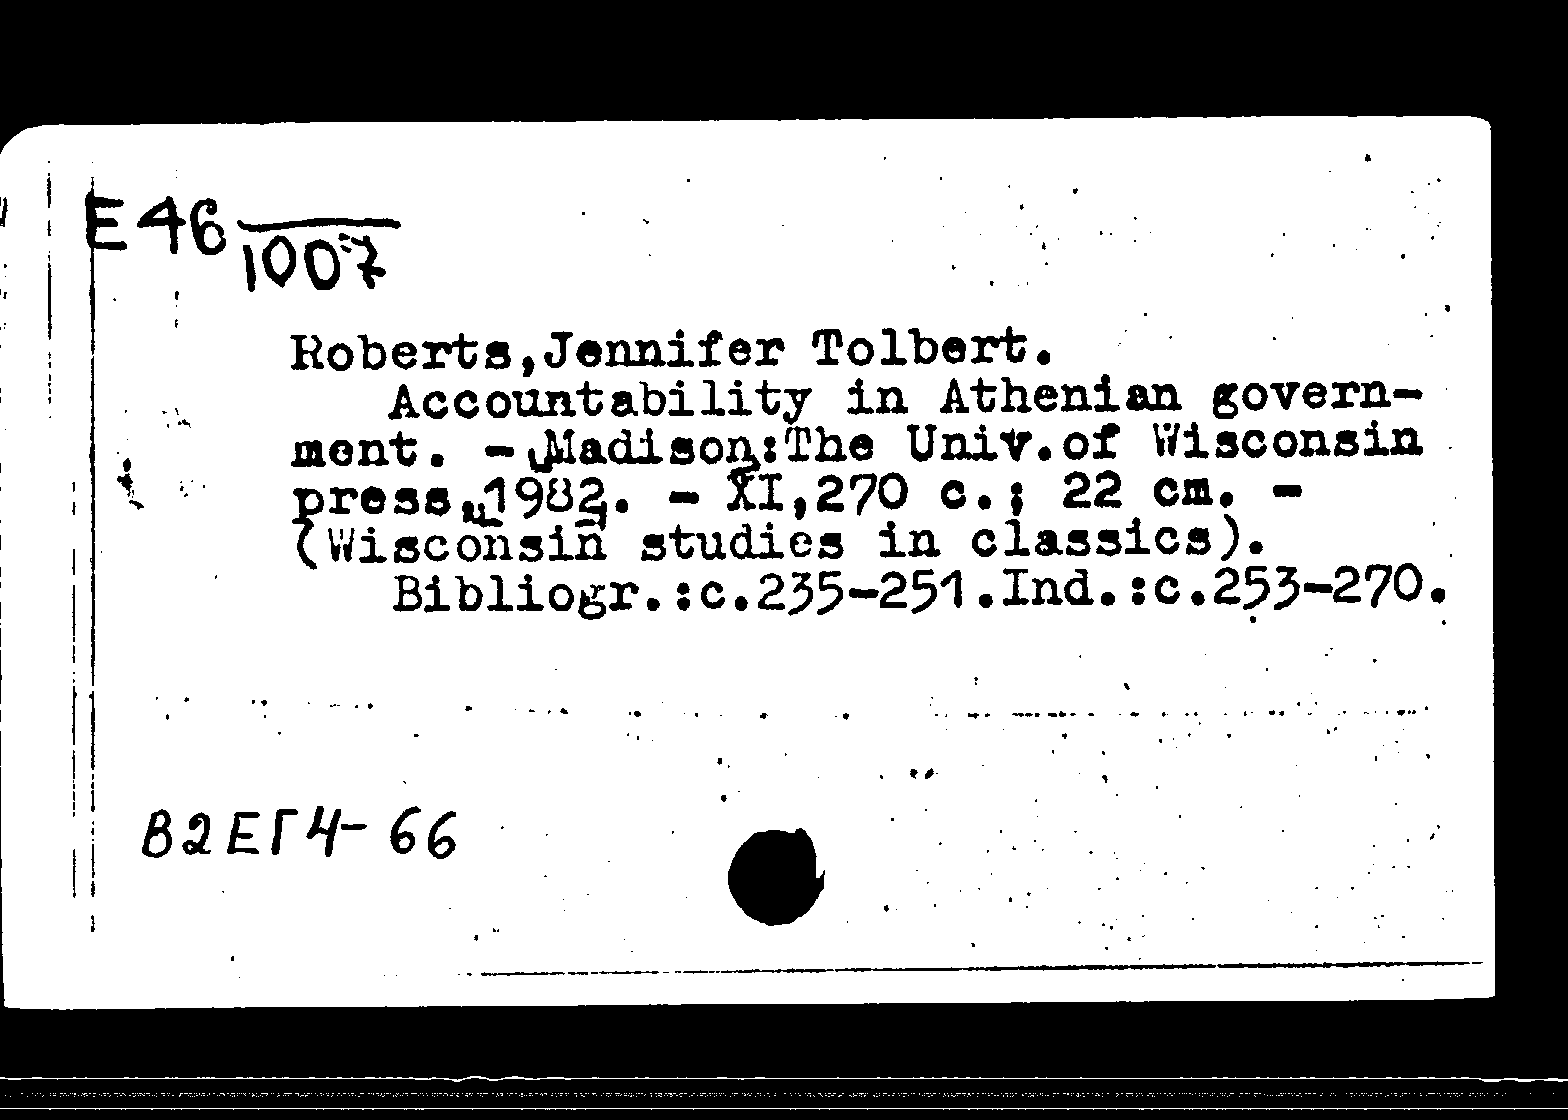 E46
1007
Roberts,Jennifer Tolbert.
Accountability in Athenian govern-
ment. - Madison:The Univ.of Wisconsin
press, 1982. - XI,270 c.; 22 cm. -
(Wisconsin studies in classics).
Bibliogr.:c.235-251.Ind.:c.253-270.
В2ЕГ4-66